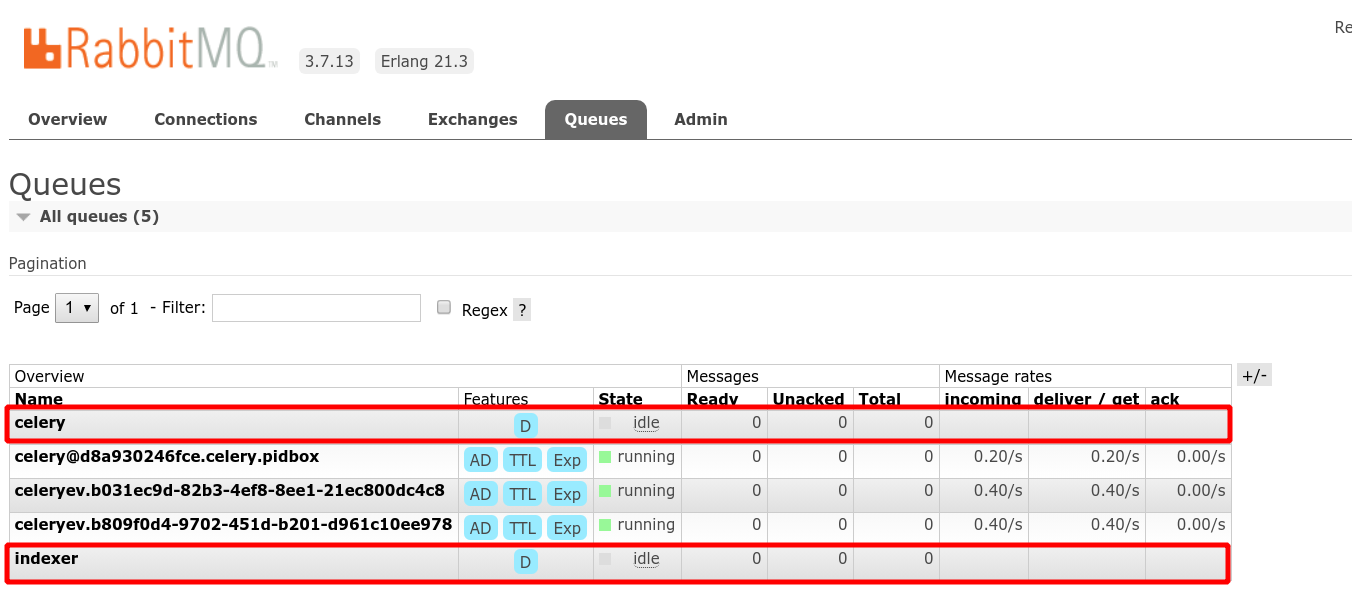 Re
RabbitMQ TM 3.7.13 Erlang 21.3
Overview Connections Channels Exchanges Queues Admin
Queues
All queues (5)
Pagination
Page 1 of 1 - Filter: Regex ?
Overview Messages Message rates +/-
Name Features State Ready Unacked Total incoming deliver / get ack
celery D idle 0 0 0
celery@d8a930246fce.celery.pidbox AD TTL Exp running 0 0 0 0.20/s 0.20/s 0.00/s
celeryev.b031ec9d-82b3-4ef8-8ee1-21ec800dc4c8 AD TTL Exp running 0 0 0 0.40/s 0.40/s 0.00/s
celeryev.b809f0d4-9702-451d-b201-d961c10ee978 AD TTL Exp running 0 0 0 0.40/s 0.40/s 0.00/s
indexer D idle 0 0 0